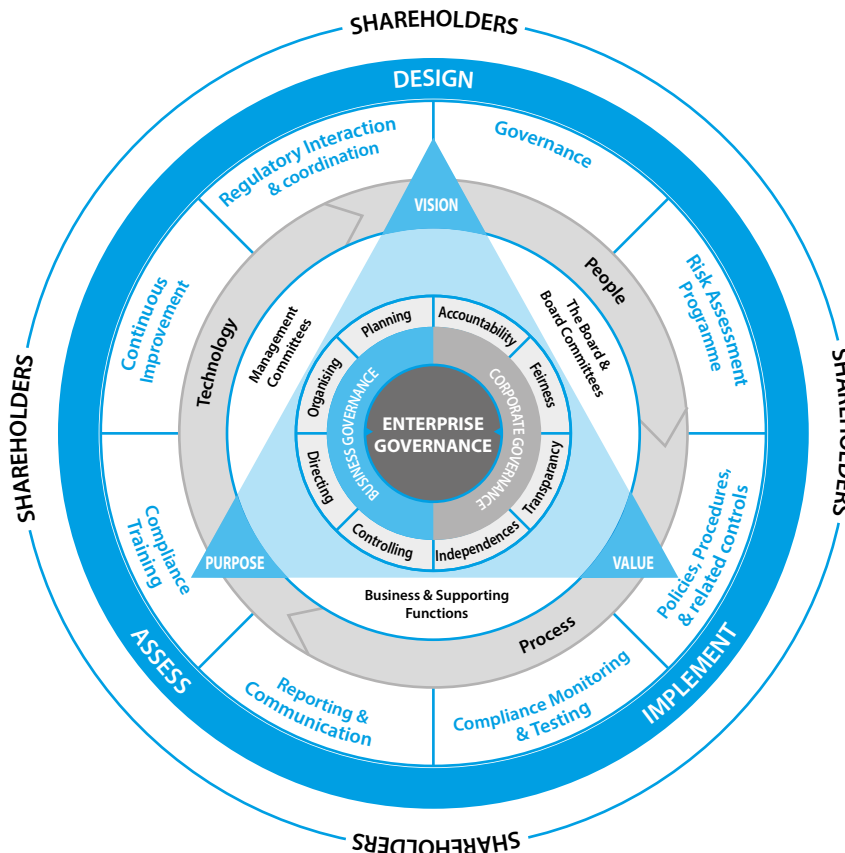 SHAREHOLDERS
DESIGN
Regulatory Interaction
& coordination
Governance
VISION
People
Technology
Continuous
Improvement
Risk Assessment
Programme
Management
Committees
The Board &
Board Committees
Planning
Accountability
Organising
Feirness
BUSINESS GOVERNANCE
CORPORATE GOVERNANCE
ENTERPRISE
GOVERNANCE
SHAREHOLDERS
SHAREHOLDERS
Directing
Transparancy
Controlling
Independences
Compliance
Training
PURPOSE
VALUE
Policies, Procedures,
& related controls
Business & Supporting
Functions
Process
ASSESS
IMPLEMENT
Reporting &
Communication
Compliance Monitoring
& Testing
SHAREHOLDERS